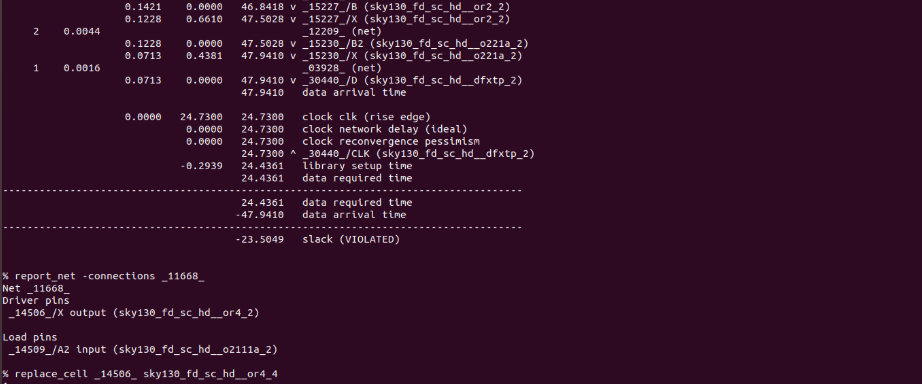 0.1421 0.0000 46.8418 v _15227_/B (sky130_fd_sc_hd__or2_2)
0.1228 0.6610 47.5028 v _15227_/X (sky130_fd_sc_hd__or2_2)
2 0.0044 _12209_ (net)
0.1228 0.0000 47.5028 v _15230_/B2 (sky130_fd_sc_hd__o221a_2)
0.0713 0.4381 47.9410 v _15230_/X (sky130_fd_sc_hd__o221a_2)
1 0.0016 _03928_ (net)
0.0713 0.0000 47.9410 v _30440_/D (sky130_fd_sc_hd__dfxtp_2)
47.9410 data arrival time
0.0000 24.7300 24.7300 clock clk (rise edge)
0.0000 24.7300 clock network delay (ideal)
0.0000 24.7300 clock reconvergence pessimism
24.7300 ^ _30440_/CLK (sky130_fd_sc_hd__dfxtp_2)
-0.2939 24.4361 library setup time
24.4361 data required time
-----------------------------------------------------------------------------------------
24.4361 data required time
-47.9410 data arrival time
-----------------------------------------------------------------------------------------
-23.5049 slack (VIOLATED)
% report_net -connections _11668_
Net _11668_
Driver pins
_14506_/X output (sky130_fd_sc_hd__or4_2)
Load pins
_14509_/A2 input (sky130_fd_sc_hd__o2111a_2)
% replace_cell _14506_ sky130_fd_sc_hd__or4_4